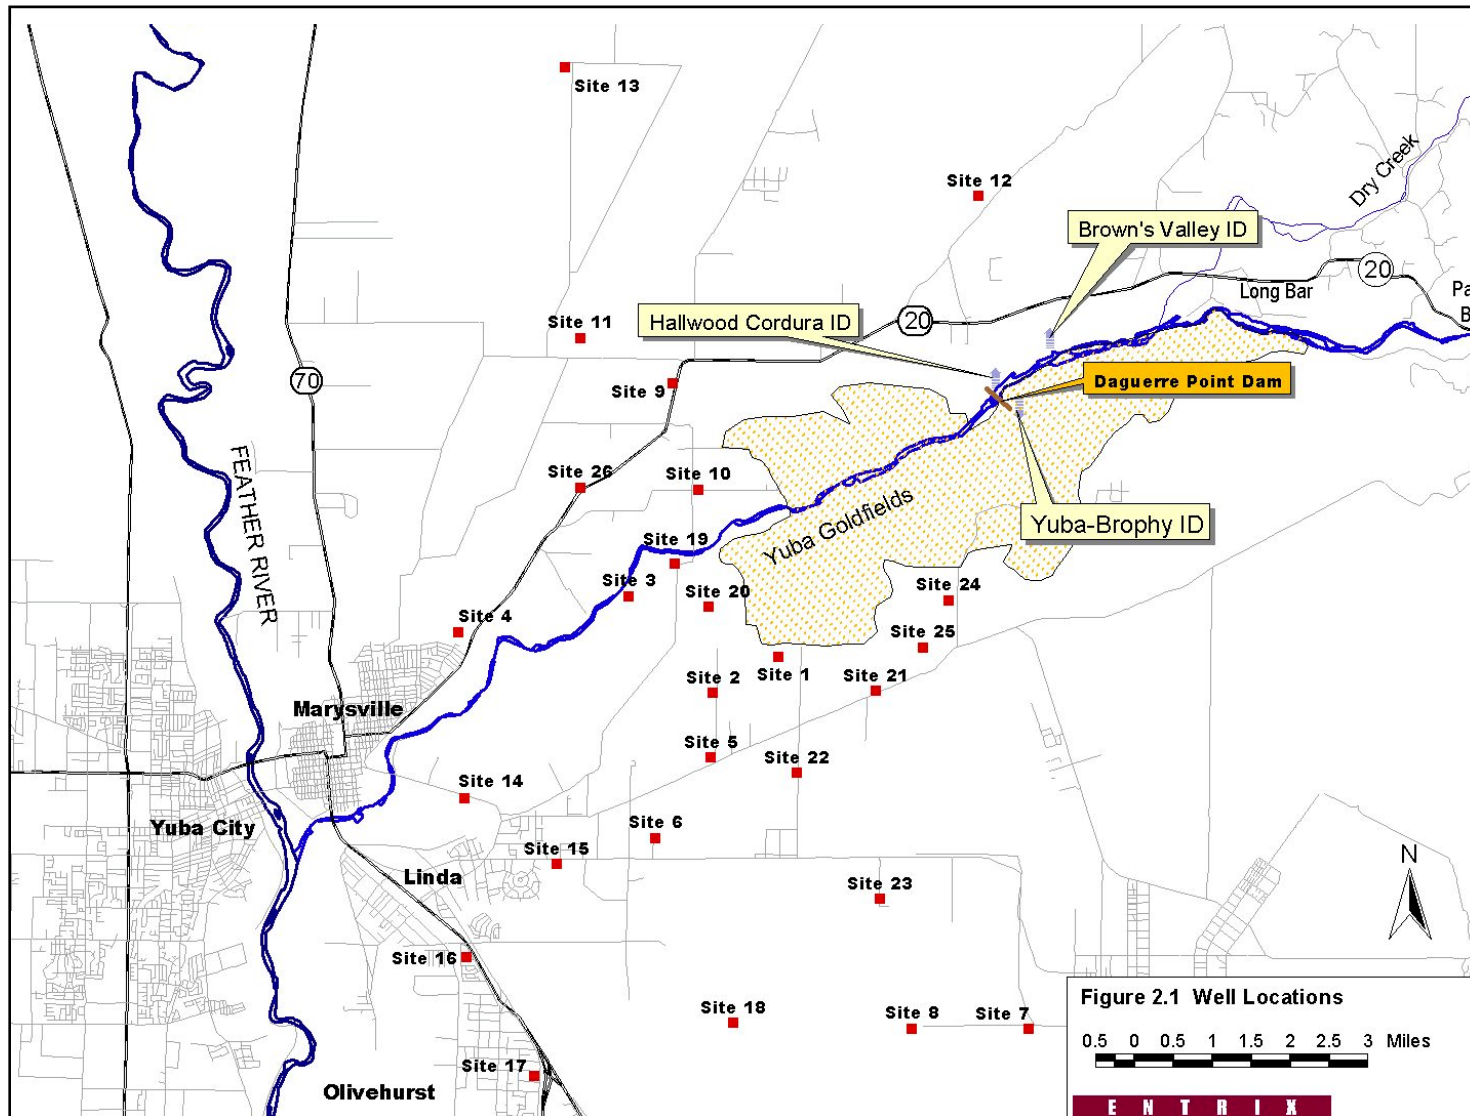 Site 13
Site 12
Dry Creek
Brown's Valley ID
20
Long Bar
Pa
B
Hallwood Cordura ID
20
Site 11
70
Site 9
Daguerre Point Dam
FEATHER RIVER
Site 26
Site 10
Yuba Goldfields
Yuba-Brophy ID
Site 19
Site 3
Site 20
Site 24
Site 4
Site 25
Site 1
Site 2
Site 21
Marysville
Site 5
Site 22
Site 14
Yuba City
Site 6
Site 15
Linda
Site 23
N
Site 16
Site 18
Site 8
Site 7
Figure 2.1 Well Locations
0.5 0 0.5 1 1.5 2 2.5 3 Miles
Site 17
Olivehurst
ENTRIX